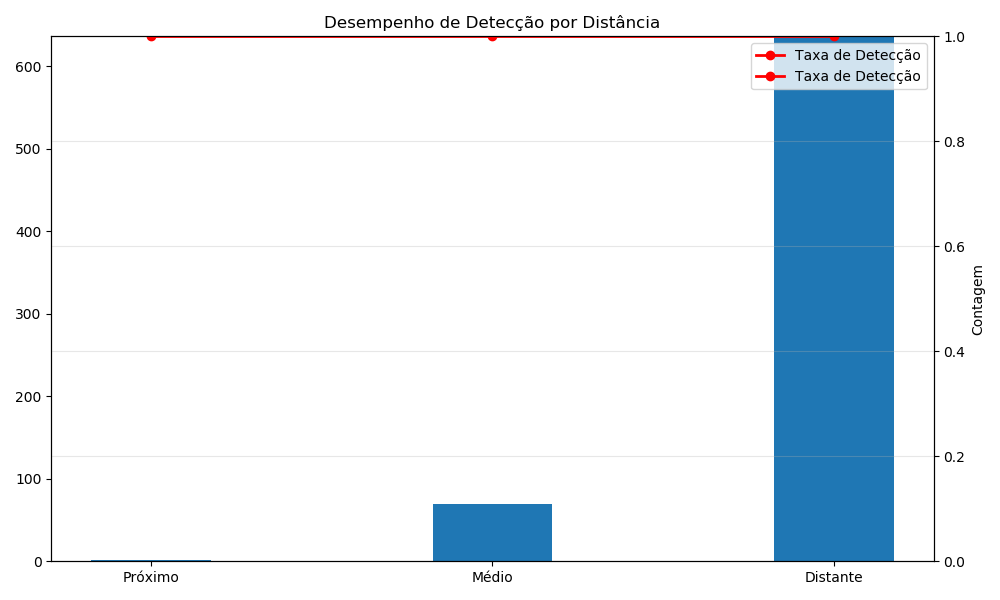 Desempenho de Detecção por Distância
Taxa de Detecção
Taxa de Detecção
600
500
400
300
200
100
0
1.0
0.8
0.6
0.4
0.2
0.0
Contagem
Próximo
Médio
Distante